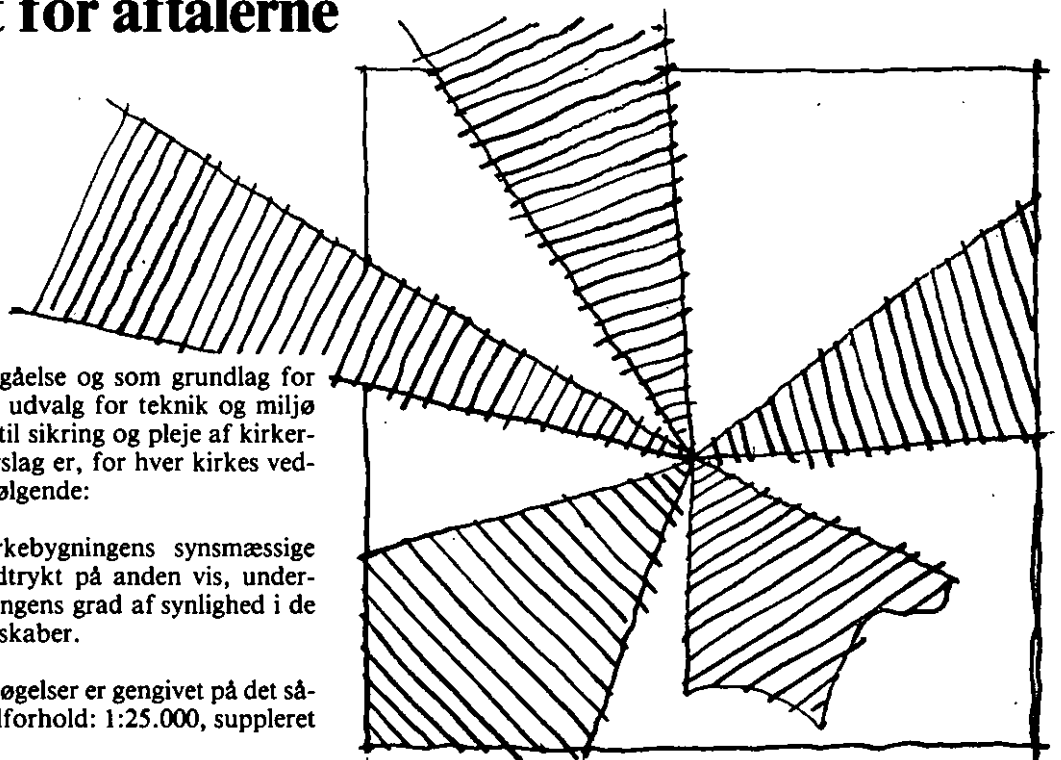 for aftalerne
gåelse og som grundlag for
udvalg for teknik og miljø
til sikring og pleje af kirker-
slag er, for hver kirkes ved-
ølgende:
rkebygningens synsmæssige
dtrykt på anden vis, under-
ngens grad af synlighed i de
skaber.
øgelser er gengivet på det så-
lforhold: 1:25.000, suppleret